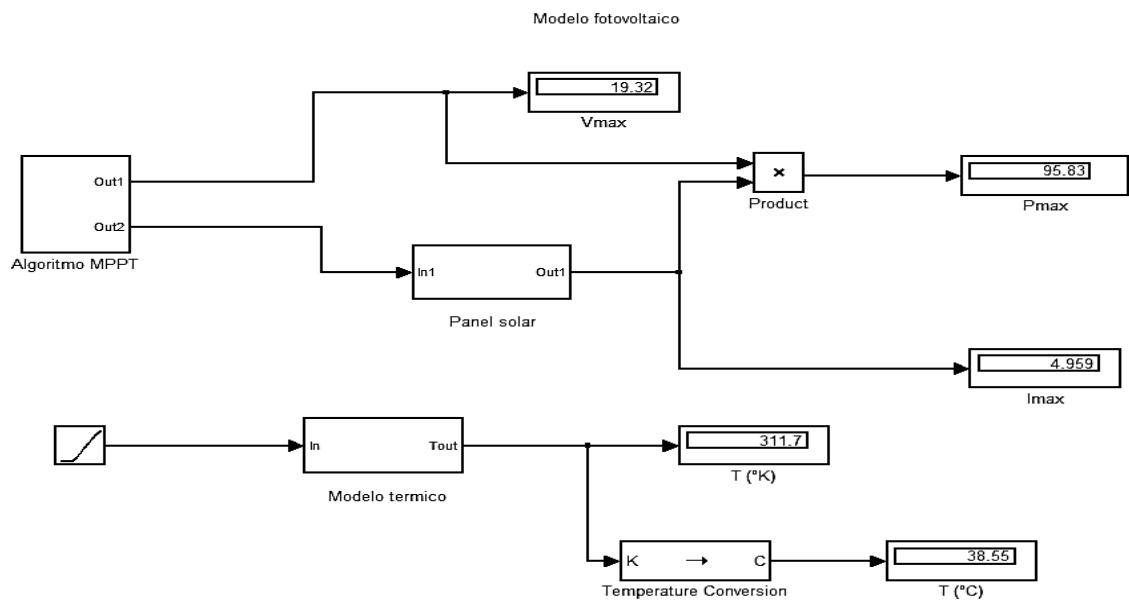 Modelo fotovoltaico
19.32
Vmax
Out1
Out2
Algoritmo MPPT
×
Product
95.83
Pmax
In1
Out1
Panel solar
4.959
Imax
In
Tout
Modelo termico
311.7
T (°K)
K
C
Temperature Conversion
38.55
T (°C)